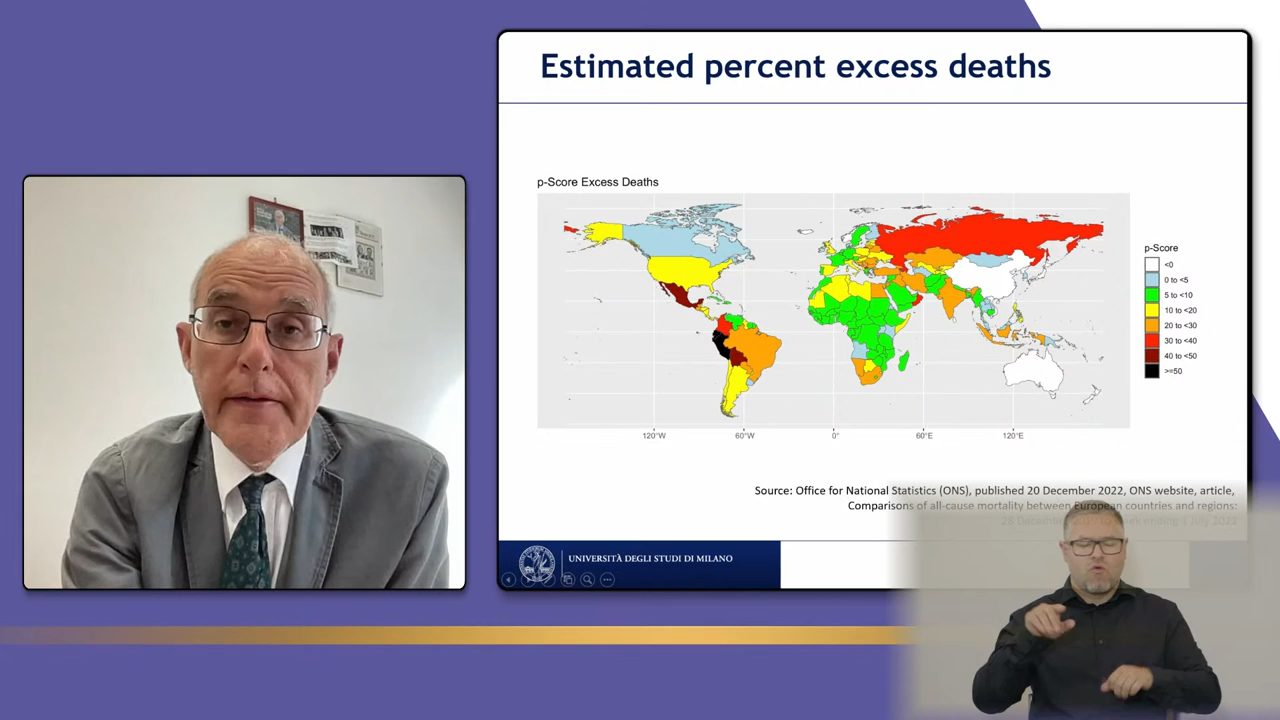 Estimated percent excess deaths
p-Score Excess Deaths
p-Score
<0
0 to <5
5 to <10
10 to <20
20 to <30
30 to <40
40 to <50
>=50
120°W
60°W
0°
60°E
120°E
Source: Office for National Statistics (ONS), published 20 December 2022, ONS website, article,
Comparisons of all-cause mortality between European countries and regions:
UNIVERSITÀ DEGLI STUDI DI MILANO